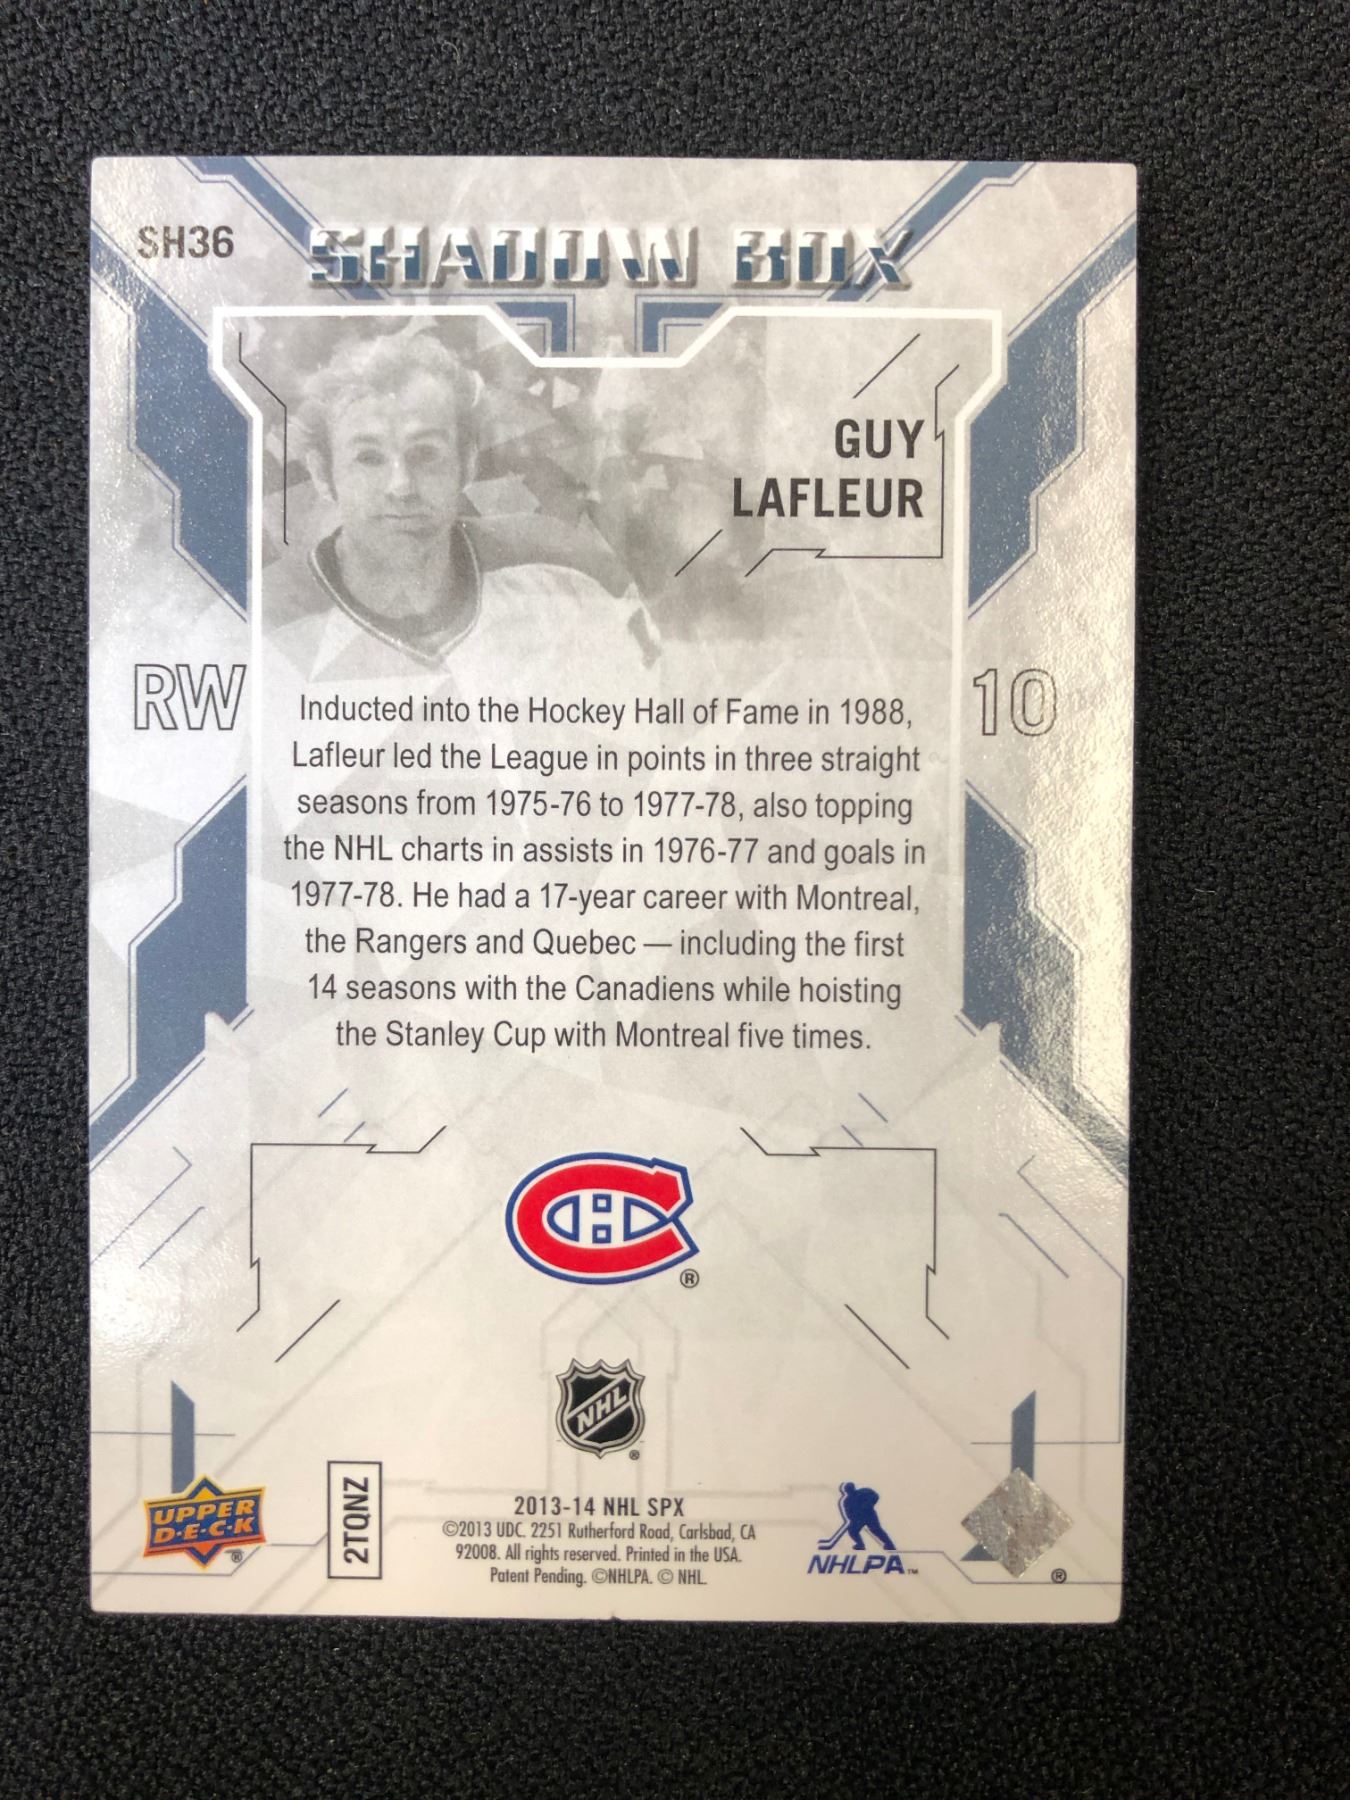 SH36
SHADOW BOX
GUY
LAFLEUR
RW
10
Inducted into the Hockey Hall of Fame in 1988,
Lafleur led the League in points in three straight
seasons from 1975-76 to 1977-78, also topping
the NHL charts in assists in 1976-77 and goals in
1977-78. He had a 17-year career with Montreal,
the Rangers and Quebec — including the first
14 seasons with the Canadiens while hoisting
the Stanley Cup with Montreal five times.
CH
®
NHL
®
UPPER
D·E·C·K
®
2TQNZ
2013-14 NHL SPX
©2013 UDC. 2251 Rutherford Road, Carlsbad, CA
92008. All rights reserved. Printed in the USA.
Patent Pending. ©NHLPA. © NHL.
NHLPA™
®